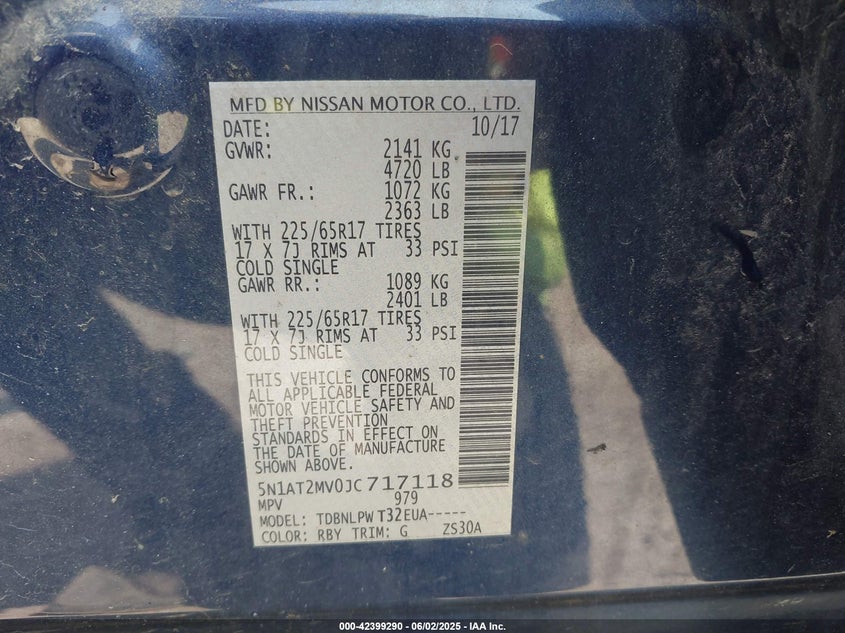 MFD BY NISSAN MOTOR CO., LTD.
DATE: 10/17
GVWR: 2141 KG
4720 LB
GAWR FR.: 1072 KG
2363 LB
WITH 225/65R17 TIRES
17 X 7J RIMS AT 33 PSI
COLD SINGLE
GAWR RR.: 1089 KG
2401 LB
WITH 225/65R17 TIRES
17 X 7J RIMS AT 33 PSI
COLD SINGLE
THIS VEHICLE CONFORMS TO
ALL APPLICABLE FEDERAL
MOTOR VEHICLE SAFETY AND
THEFT PREVENTION
STANDARDS IN EFFECT ON
THE DATE OF MANUFACTURE
SHOWN ABOVE.
5N1AT2MV0JC717118
MPV 979
MODEL: TDBNLPW T32EUA-----
COLOR: RBY TRIM: G ZS30A
000-42399290 - 06/02/2025 - IAA Inc.